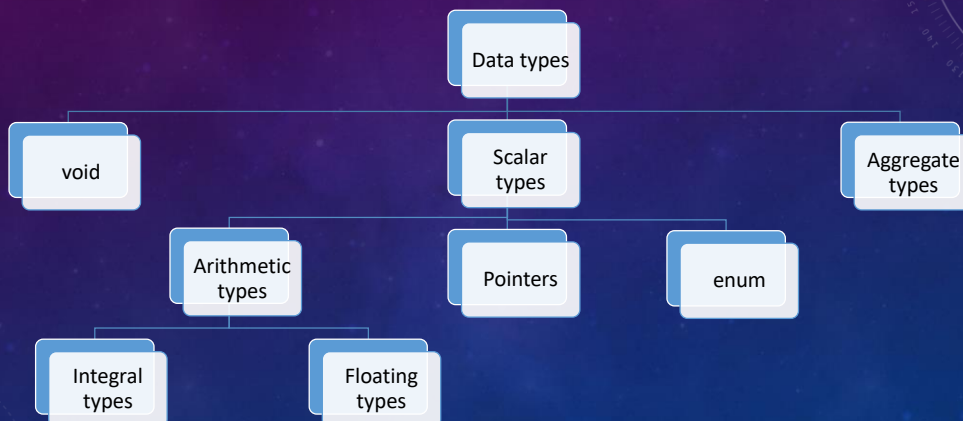 Data types
void
Scalar
types
Aggregate
types
Arithmetic
types
Pointers
enum
Integral
types
Floating
types